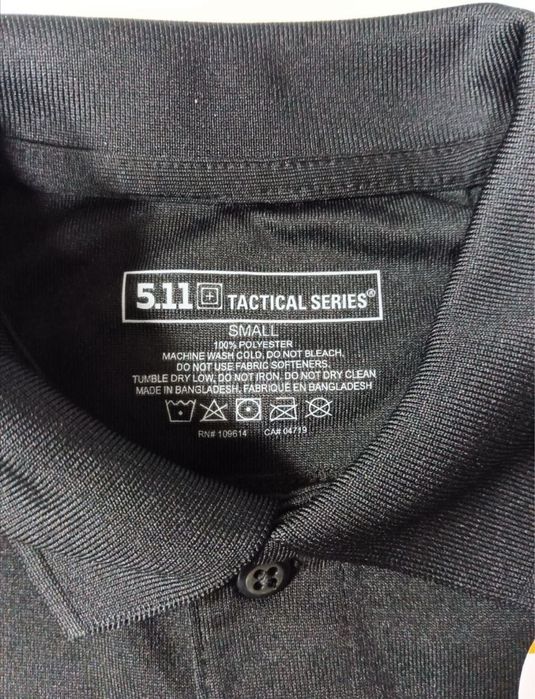 5.11 TACTICAL SERIES®
SMALL
100% POLYESTER
MACHINE WASH COLD, DO NOT BLEACH,
DO NOT USE FABRIC SOFTENERS.
TUMBLE DRY LOW, DO NOT IRON. DO NOT DRY CLEAN
MADE IN BANGLADESH. FABRIQUÉ EN BANGLADESH
RN# 109614 CA# 04719